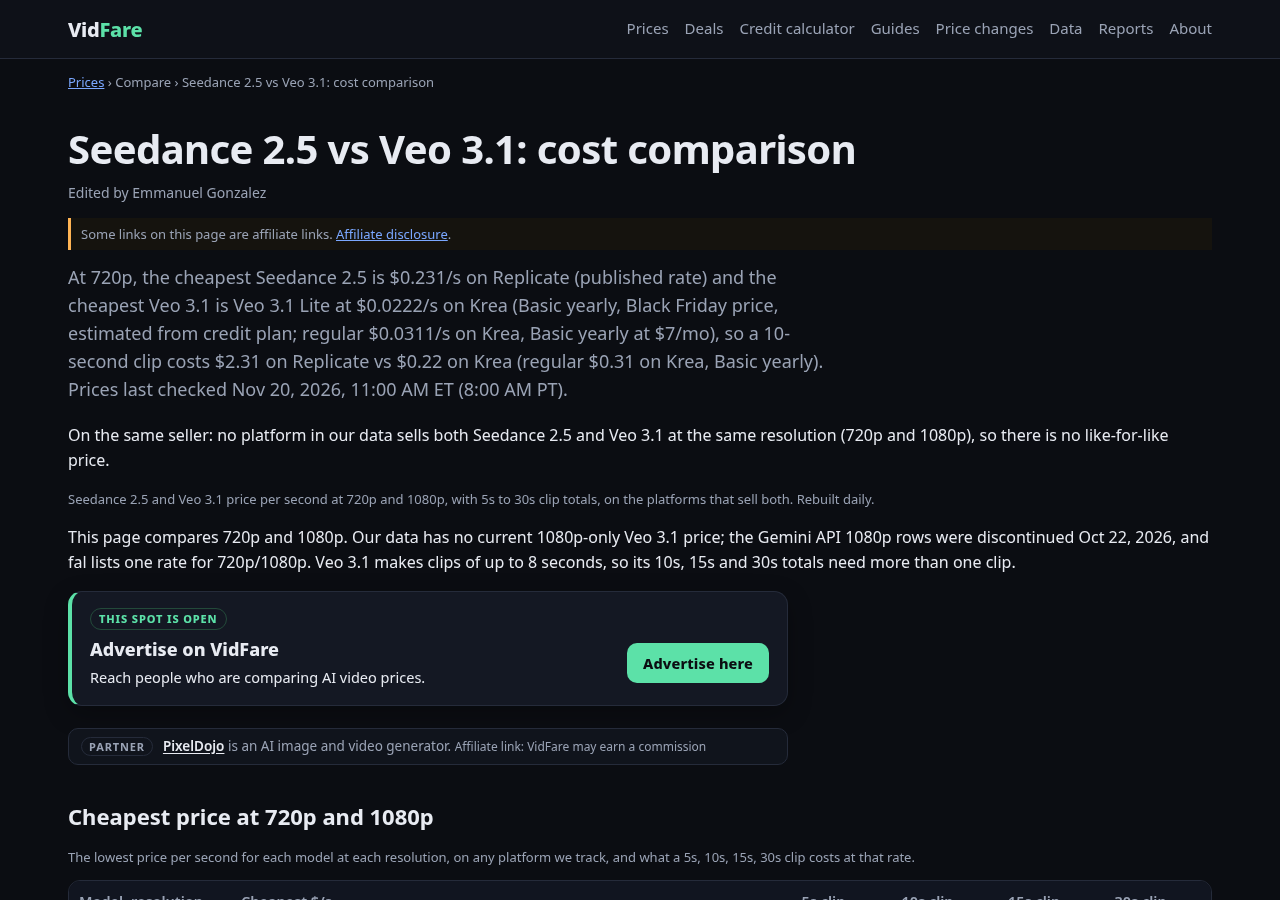 VidFare
Prices Deals Credit calculator Guides Price changes Data Reports About
Prices › Compare › Seedance 2.5 vs Veo 3.1: cost comparison
Seedance 2.5 vs Veo 3.1: cost comparison
Edited by Emmanuel Gonzalez
Some links on this page are affiliate links. Affiliate disclosure.
At 720p, the cheapest Seedance 2.5 is $0.231/s on Replicate (published rate) and the
cheapest Veo 3.1 is Veo 3.1 Lite at $0.0222/s on Krea (Basic yearly, Black Friday price,
estimated from credit plan; regular $0.0311/s on Krea, Basic yearly at $7/mo), so a 10-
second clip costs $2.31 on Replicate vs $0.22 on Krea (regular $0.31 on Krea, Basic yearly).
Prices last checked Nov 20, 2026, 11:00 AM ET (8:00 AM PT).
On the same seller: no platform in our data sells both Seedance 2.5 and Veo 3.1 at the same resolution (720p and 1080p), so there is no like-for-like
price.
Seedance 2.5 and Veo 3.1 price per second at 720p and 1080p, with 5s to 30s clip totals, on the platforms that sell both. Rebuilt daily.
This page compares 720p and 1080p. Our data has no current 1080p-only Veo 3.1 price; the Gemini API 1080p rows were discontinued Oct 22, 2026, and
fal lists one rate for 720p/1080p. Veo 3.1 makes clips of up to 8 seconds, so its 10s, 15s and 30s totals need more than one clip.
THIS SPOT IS OPEN
Advertise on VidFare
Reach people who are comparing AI video prices.
Advertise here
PARTNER PixelDojo is an AI image and video generator. Affiliate link: VidFare may earn a commission
Cheapest price at 720p and 1080p
The lowest price per second for each model at each resolution, on any platform we track, and what a 5s, 10s, 15s, 30s clip costs at that rate.
Model, resolution Cheapest $/s 5s clip 10s clip 15s clip 30s clip